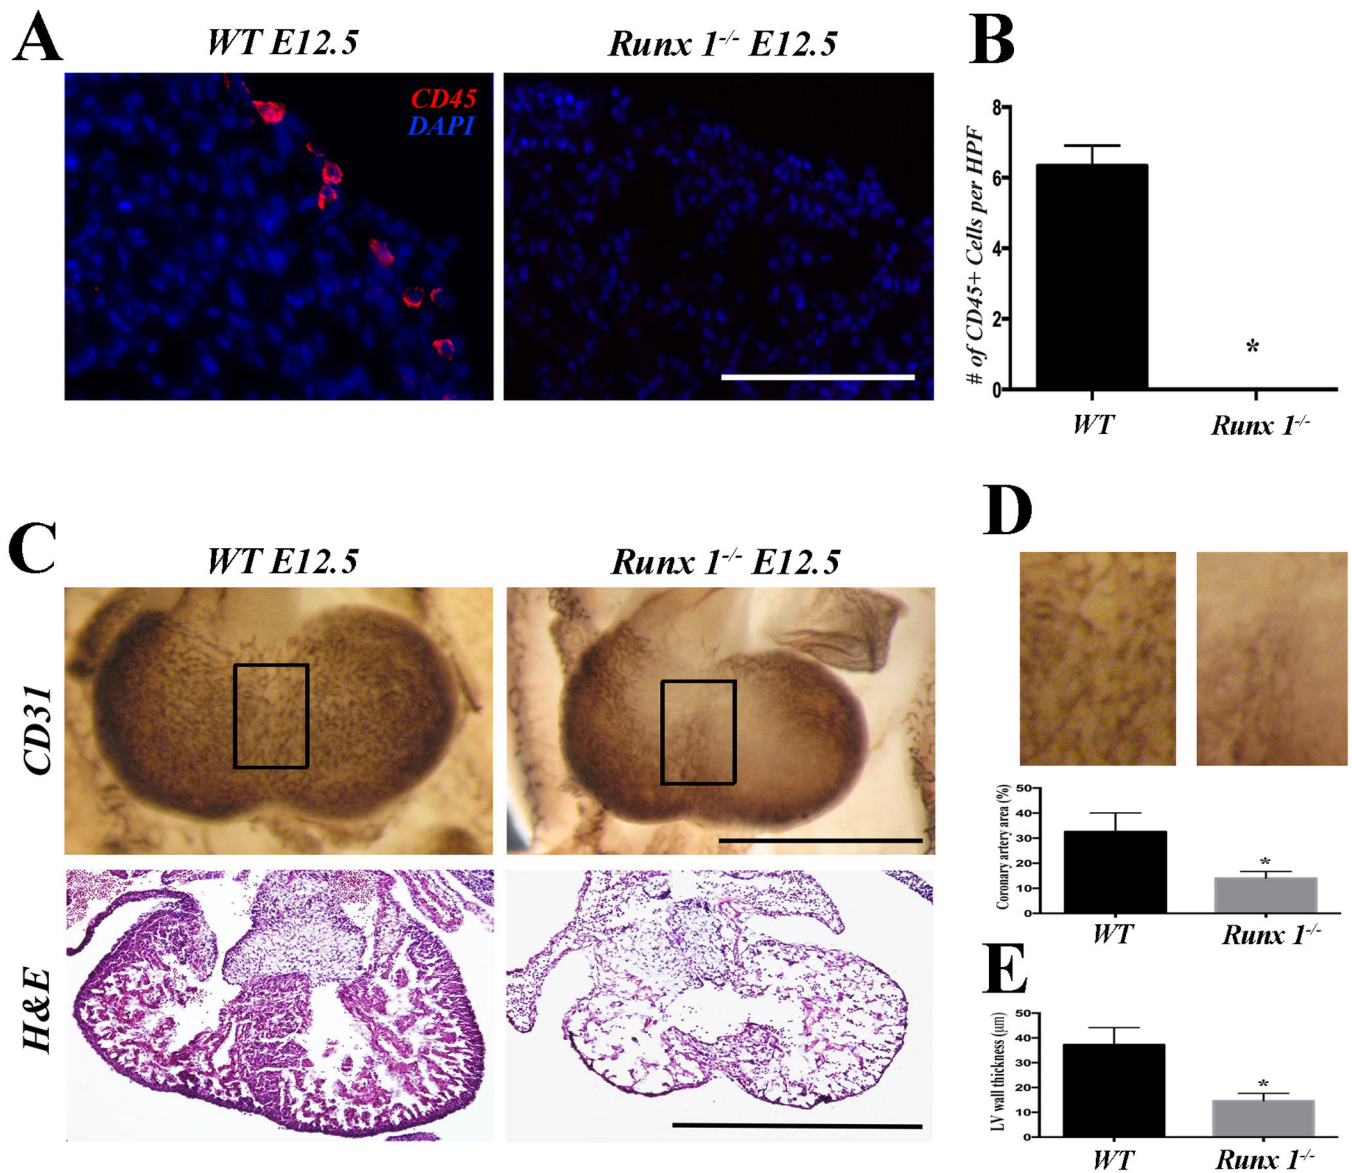 A
WT E12.5
Runx 1-/- E12.5
CD45
DAPI
B
# of CD45+ Cells per HPF
8
6
4
2
0
*
WT
Runx 1-/-
C
WT E12.5
Runx 1-/- E12.5
CD31
H&E
D
Coronary artery area (%)
50
40
30
20
10
0
*
WT
Runx 1-/-
E
LV wall thickness (µm)
50
40
30
20
10
0
*
WT
Runx 1-/-